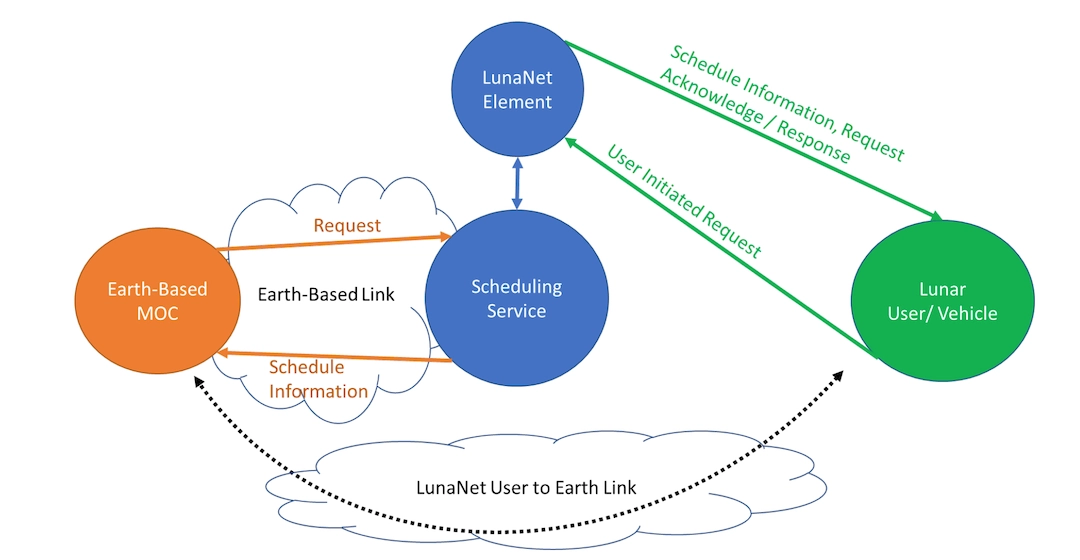 LunaNet
Element
Schedule Information, Request
Acknowledge / Response
User Initiated Request
Request
Earth-Based
MOC
Earth-Based Link
Scheduling
Service
Lunar
User/ Vehicle
Schedule
Information
LunaNet User to Earth Link